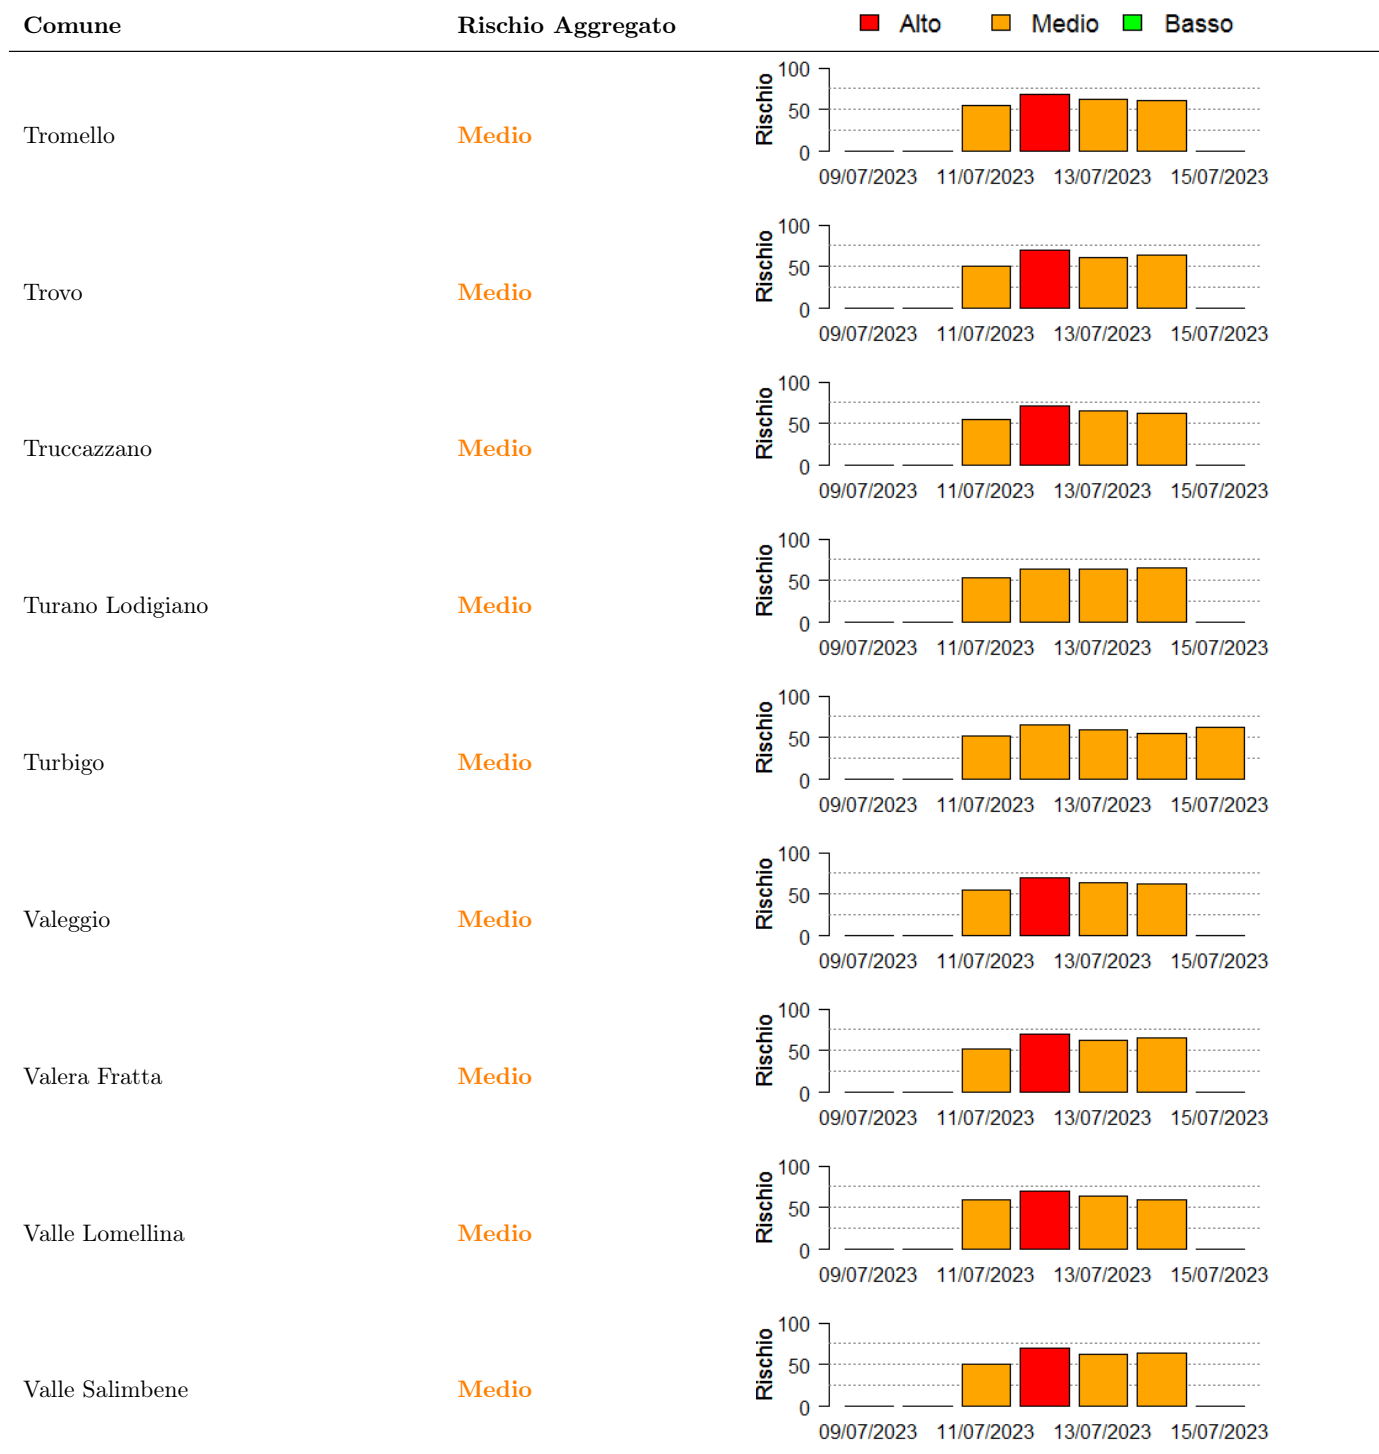 Comune Rischio Aggregato Alto Medio Basso
Tromello Medio Rischio 100 50 0
09/07/2023 11/07/2023 13/07/2023 15/07/2023
Trovo Medio Rischio 100 50 0
09/07/2023 11/07/2023 13/07/2023 15/07/2023
Truccazzano Medio Rischio 100 50 0
09/07/2023 11/07/2023 13/07/2023 15/07/2023
Turano Lodigiano Medio Rischio 100 50 0
09/07/2023 11/07/2023 13/07/2023 15/07/2023
Turbigo Medio Rischio 100 50 0
09/07/2023 11/07/2023 13/07/2023 15/07/2023
Valeggio Medio Rischio 100 50 0
09/07/2023 11/07/2023 13/07/2023 15/07/2023
Valera Fratta Medio Rischio 100 50 0
09/07/2023 11/07/2023 13/07/2023 15/07/2023
Valle Lomellina Medio Rischio 100 50 0
09/07/2023 11/07/2023 13/07/2023 15/07/2023
Valle Salimbene Medio Rischio 100 50 0
09/07/2023 11/07/2023 13/07/2023 15/07/2023